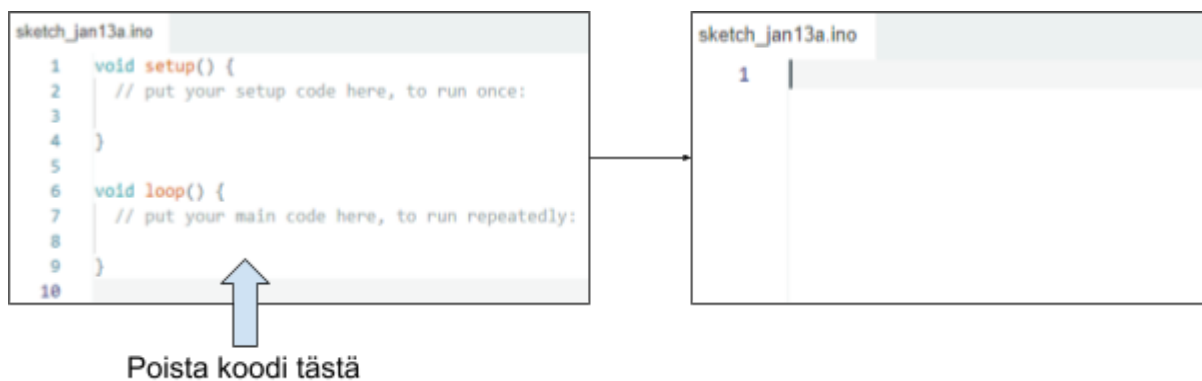 sketch_jan13a.ino
1 void setup() {
2 // put your setup code here, to run once:
3
4 }
5
6 void loop() {
7 // put your main code here, to run repeatedly:
8
9 }
10
Poista koodi tästä
sketch_jan13a.ino
1